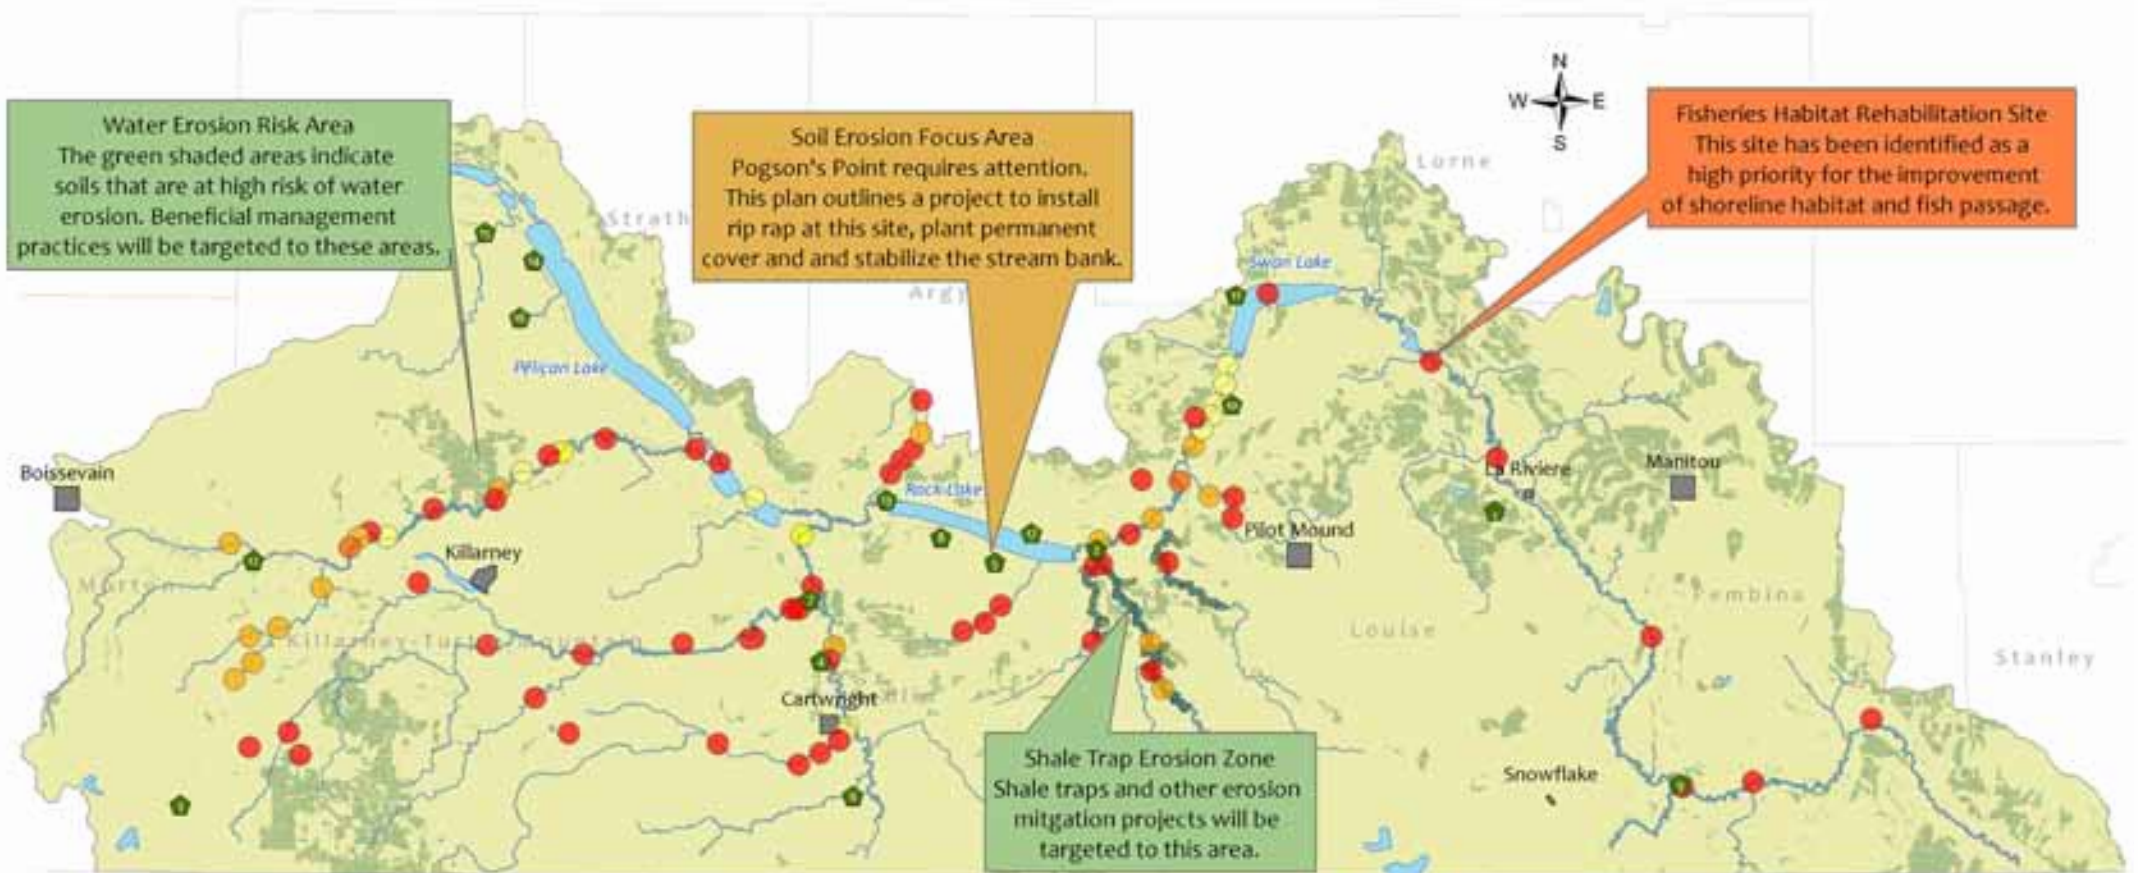 N
W E
S
Water Erosion Risk Area
The green shaded areas indicate
soils that are at high risk of water
erosion. Beneficial management
practices will be targeted to these areas.
Soil Erosion Focus Area
Pogson's Point requires attention.
This plan outlines a project to install
rip rap at this site, plant permanent
cover and and stabilize the stream bank.
Fisheries Habitat Rehabilitation Site
This site has been identified as a
high priority for the improvement
of shoreline habitat and fish passage.
Lorne
Strath
Swan Lake
Argy
Pelican Lake
Boissevain
Rock Lake
La Riviere
Manitou
Pilot Mound
Killarney
Morton
Pembina
Killarney-Turtle Mountain
Louise
Stanley
Cartwright
Snowflake
Shale Trap Erosion Zone
Shale traps and other erosion
mitgation projects will be
targeted to this area.